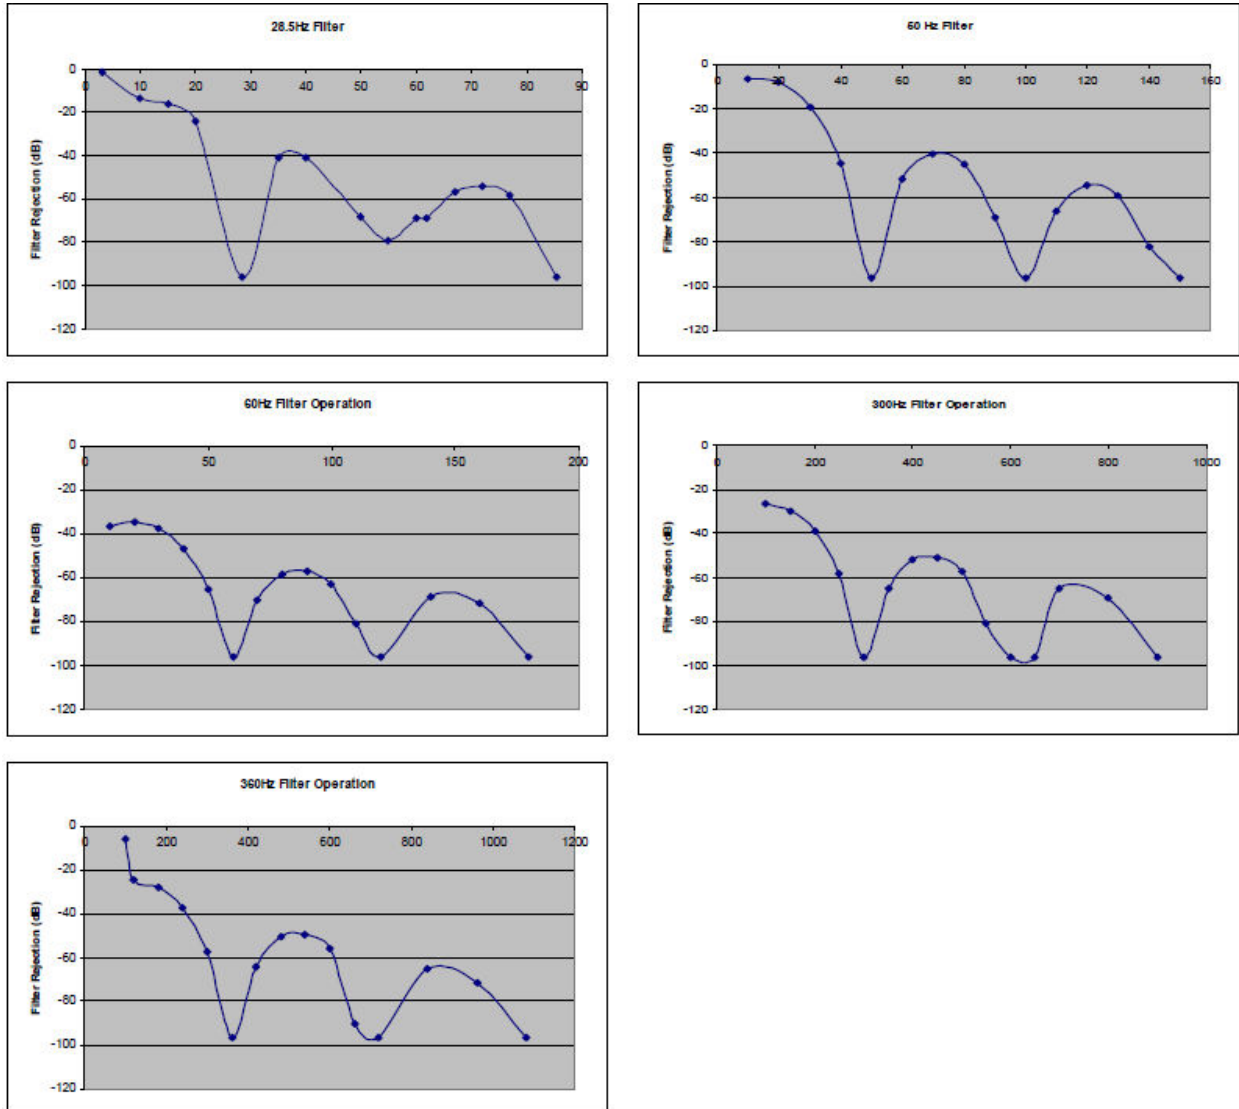 28.5Hz Filter
0
0 10 20 30 40 50 60 70 80 90
-20
-40
-60
-80
-100
-120
Filter Rejection (dB)
50 Hz Filter
0
0 20 40 60 80 100 120 140 160
-20
-40
-60
-80
-100
-120
Filter Rejection (dB)
60Hz Filter Operation
0
0 50 100 150 200
-20
-40
-60
-80
-100
-120
Filter Rejection (dB)
300Hz Filter Operation
0
0 200 400 600 800 1000
-20
-40
-60
-80
-100
-120
Filter Rejection (dB)
360Hz Filter Operation
0
0 200 400 600 800 1000 1200
-20
-40
-60
-80
-100
-120
Filter Rejection (dB)